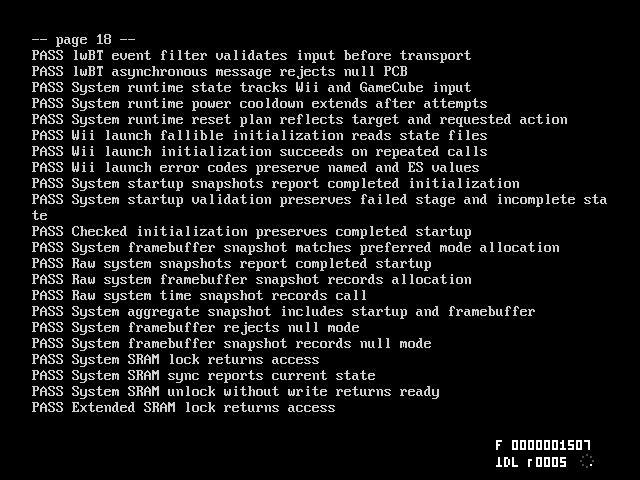 -- page 18 --
PASS lwBT event filter validates input before transport
PASS lwBT asynchronous message rejects null PCB
PASS System runtime state tracks Wii and GameCube input
PASS System runtime power cooldown extends after attempts
PASS System runtime reset plan reflects target and requested action
PASS Wii launch fallible initialization reads state files
PASS Wii launch initialization succeeds on repeated calls
PASS Wii launch error codes preserve named and ES values
PASS System startup snapshots report completed initialization
PASS System startup validation preserves failed stage and incomplete sta
te
PASS Checked initialization preserves completed startup
PASS System framebuffer snapshot matches preferred mode allocation
PASS Raw system snapshots report completed startup
PASS Raw system framebuffer snapshot records allocation
PASS Raw system time snapshot records call
PASS System aggregate snapshot includes startup and framebuffer
PASS System framebuffer rejects null mode
PASS System framebuffer snapshot records null mode
PASS System SRAM lock returns access
PASS System SRAM sync reports current state
PASS System SRAM unlock without write returns ready
PASS Extended SRAM lock returns access
F 0000001507
IDL r0005